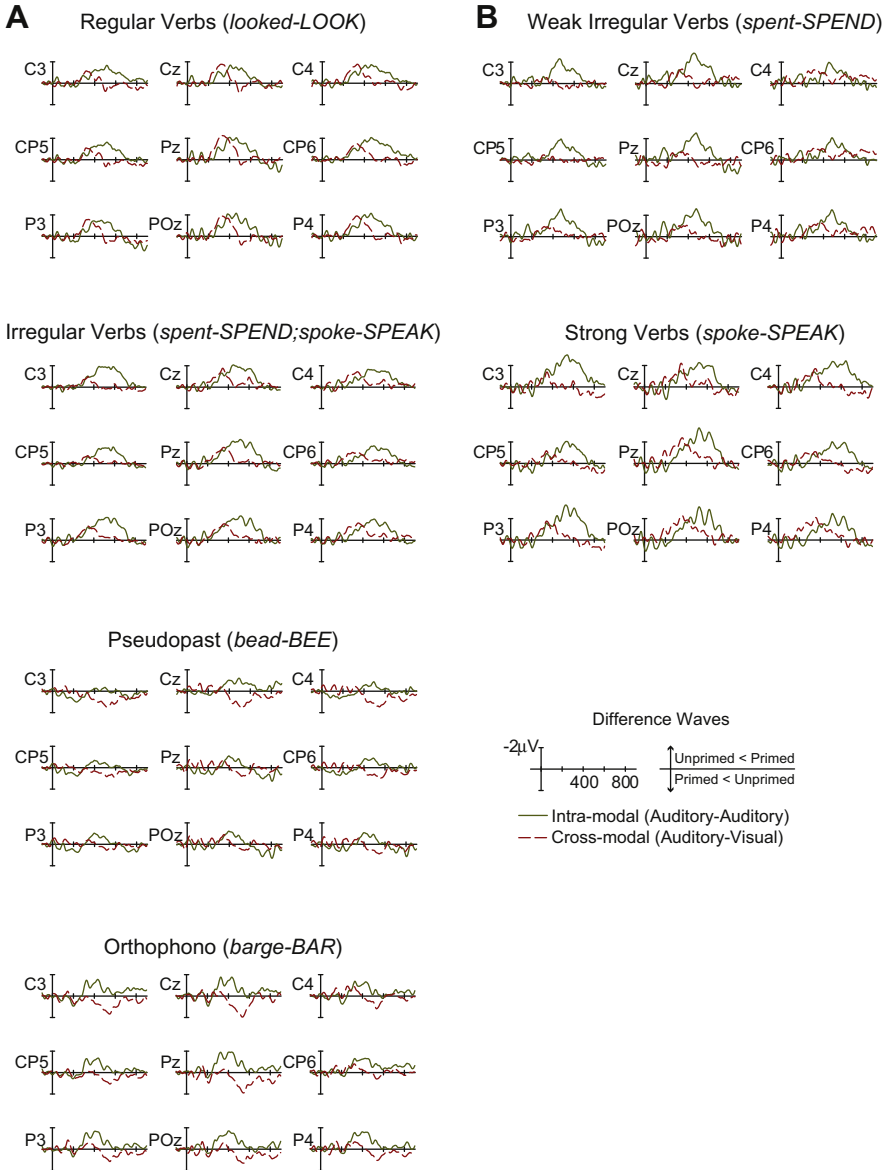 A
Regular Verbs (looked-LOOK)
C3 Cz C4
CP5 Pz CP6
P3 POz P4
Irregular Verbs (spent-SPEND;spoke-SPEAK)
C3 Cz C4
CP5 Pz CP6
P3 POz P4
Pseudopast (bead-BEE)
C3 Cz C4
CP5 Pz CP6
P3 POz P4
Orthophono (barge-BAR)
C3 Cz C4
CP5 Pz CP6
P3 POz P4
B
Weak Irregular Verbs (spent-SPEND)
C3 Cz C4
CP5 Pz CP6
P3 POz P4
Strong Verbs (spoke-SPEAK)
C3 Cz C4
CP5 Pz CP6
P3 POz P4
Difference Waves
-2μV
400 800
Unprimed < Primed
Primed < Unprimed
Intra-modal (Auditory-Auditory)
Cross-modal (Auditory-Visual)